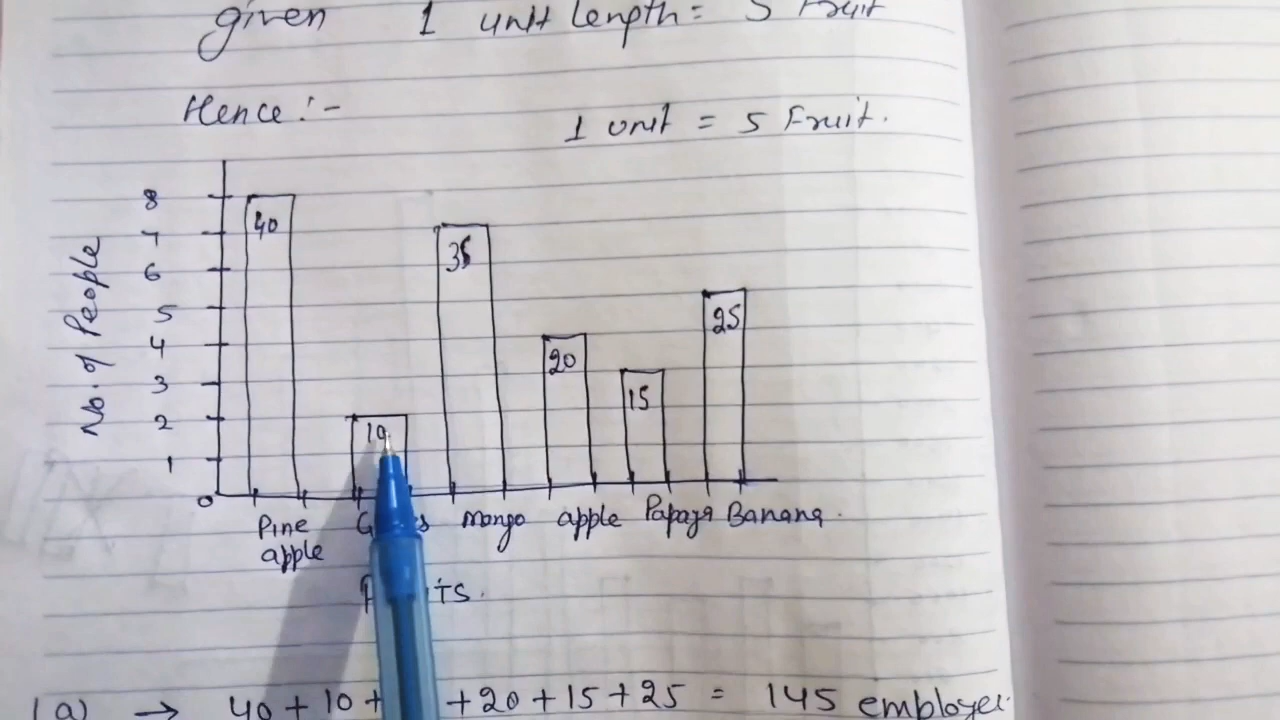 given 1 unit length = 5 Fruit
Hence :-
1 unit = 5 Fruit.
8
40
7
35
6
5
25
4
20
3
15
2
10
1
0
No. of People
Pine apple
mango
apple
Papaya
Banana.
(a) → 40 + 10 + + 20 + 15 + 25 = 145 employee.